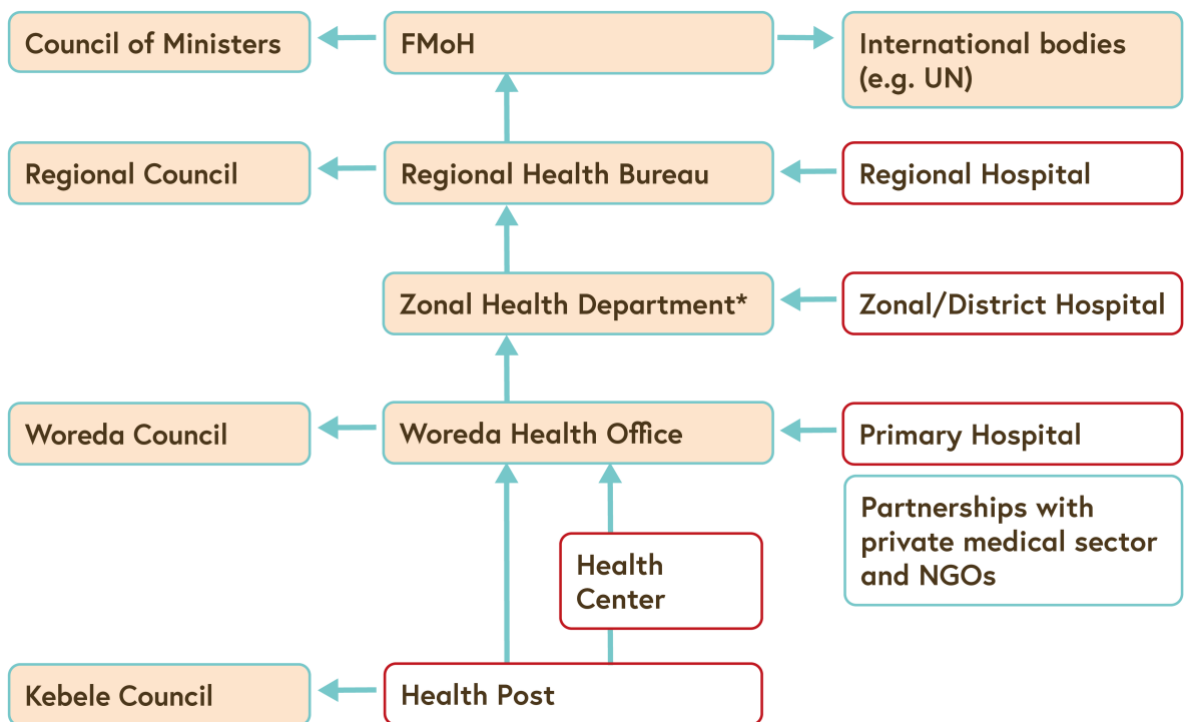 Council of Ministers
FMoH
International bodies
(e.g. UN)
Regional Council
Regional Health Bureau
Regional Hospital
Zonal Health Department*
Zonal/District Hospital
Woreda Council
Woreda Health Office
Primary Hospital
Partnerships with
private medical sector
and NGOs
Health
Center
Kebele Council
Health Post